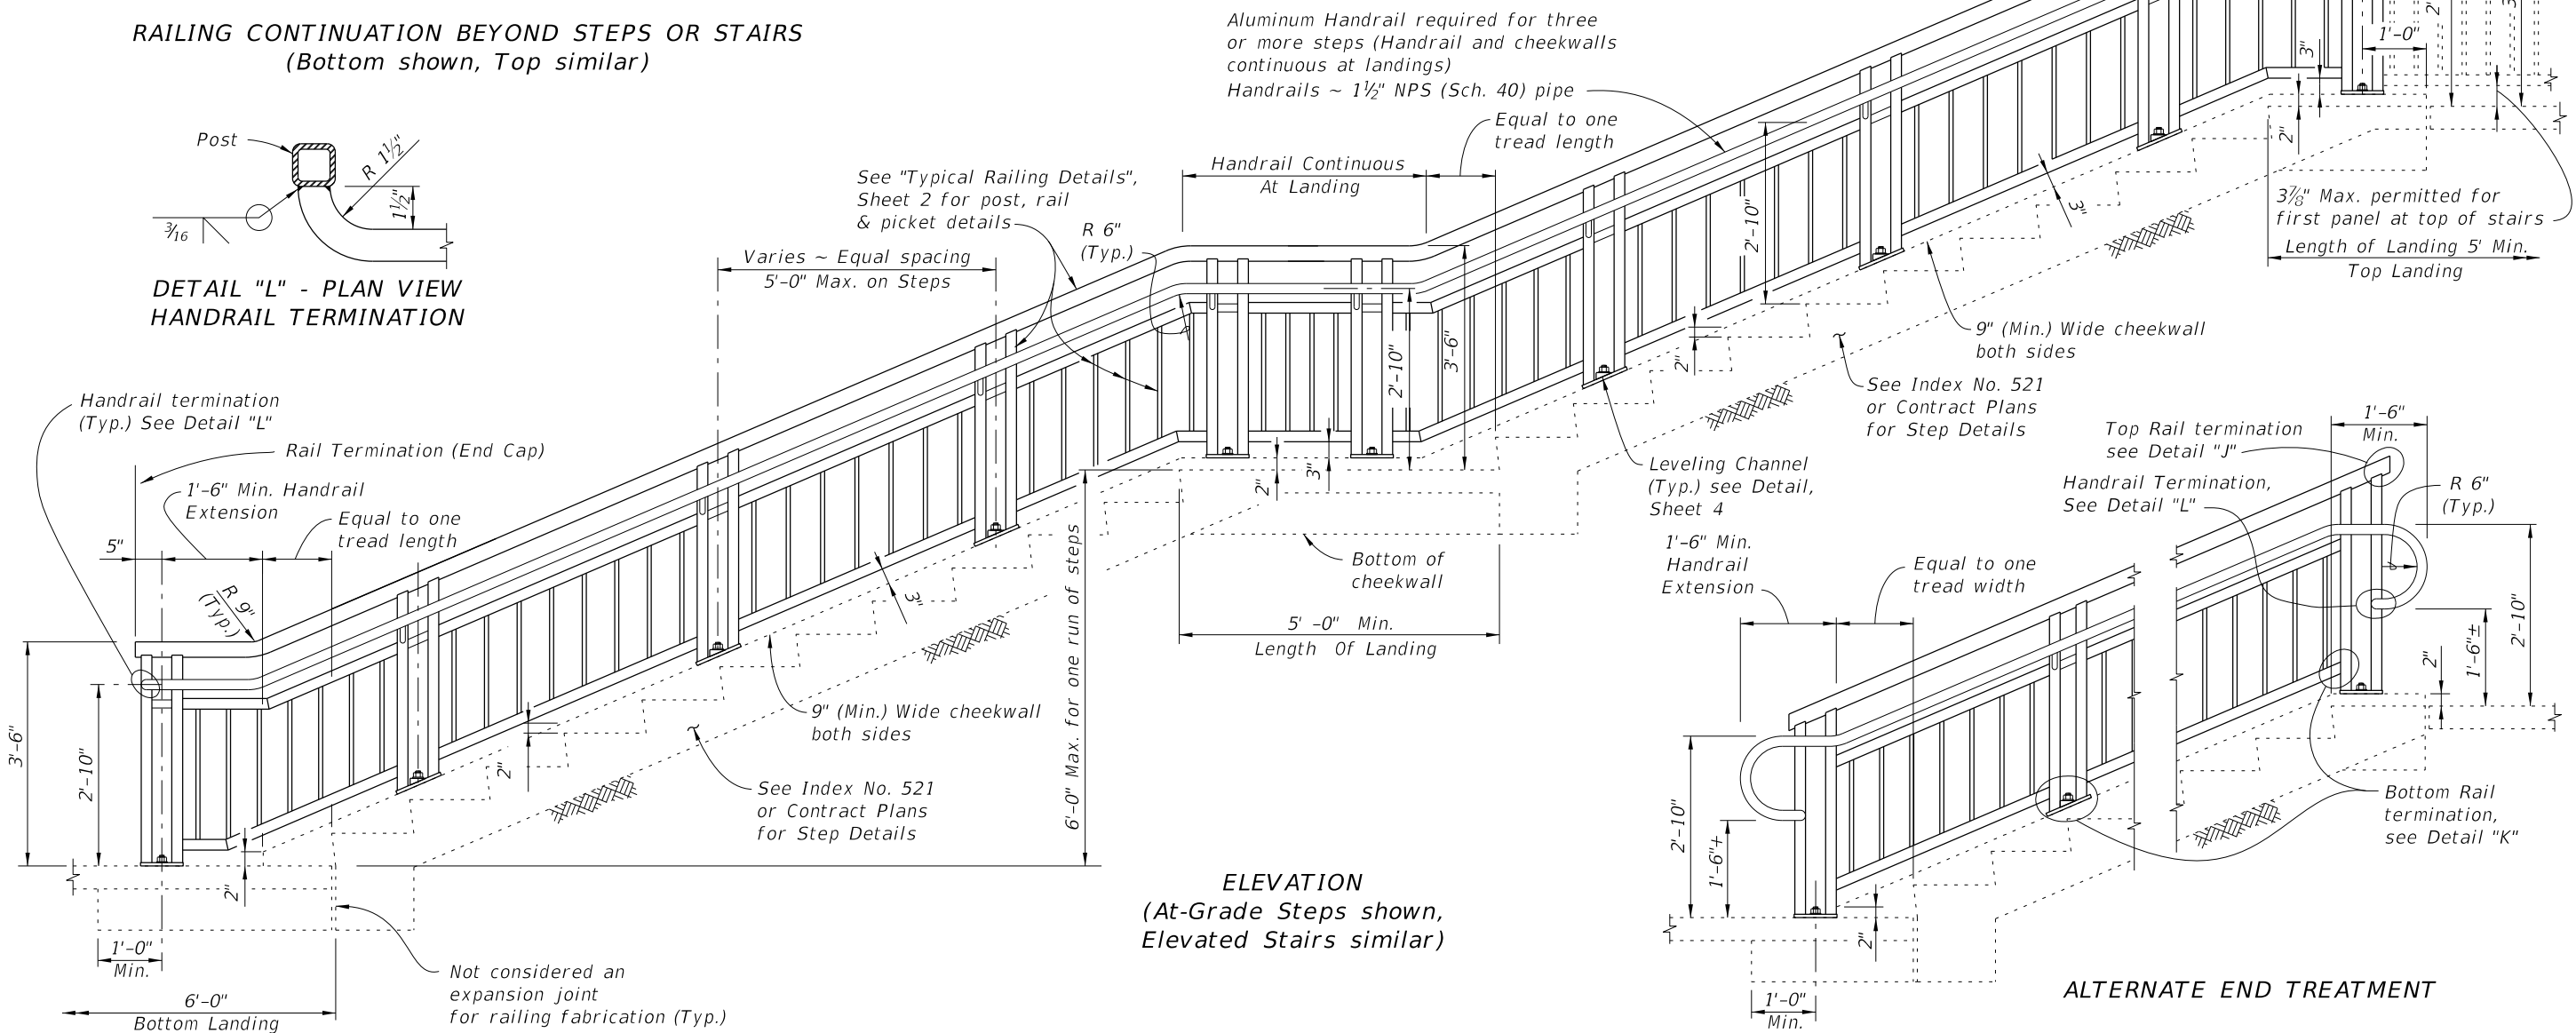 RAILING CONTINUATION BEYOND STEPS OR STAIRS
(Bottom shown, Top similar)
Post
R 1½"
1½"
3/16
DETAIL "L" - PLAN VIEW
HANDRAIL TERMINATION
Aluminum Handrail required for three
or more steps (Handrail and cheekwalls
continuous at landings)
Handrails ~ 1½" NPS (Sch. 40) pipe
Equal to one
tread length
Handrail Continuous
At Landing
See "Typical Railing Details",
Sheet 2 for post, rail
& picket details
R 6"
(Typ.)
Varies ~ Equal spacing
5'-0" Max. on Steps
1'-0"
3"
2"
3⅞" Max. permitted for
first panel at top of stairs
Length of Landing 5' Min.
Top Landing
2'-10"
3"
2"
9" (Min.) Wide cheekwall
both sides
See Index No. 521
or Contract Plans
for Step Details
Leveling Channel
(Typ.) see Detail,
Sheet 4
2'-10"
3'-6"
2"
3"
Bottom of
cheekwall
5' -0" Min.
Length Of Landing
6'-0" Max. for one run of steps
Handrail termination
(Typ.) See Detail "L"
Rail Termination (End Cap)
1'-6" Min. Handrail
Extension
Equal to one
tread length
5"
R 9"
(Typ.)
3'-6"
2'-10"
3"
2"
9" (Min.) Wide cheekwall
both sides
See Index No. 521
or Contract Plans
for Step Details
2"
1'-0"
Min.
6'-0"
Bottom Landing
Not considered an
expansion joint
for railing fabrication (Typ.)
ELEVATION
(At-Grade Steps shown,
Elevated Stairs similar)
Top Rail termination
see Detail "J"
Handrail Termination,
See Detail "L"
1'-6"
Min.
R 6"
(Typ.)
1'-6" Min.
Handrail
Extension
Equal to one
tread width
2'-10"
1'-6"±
2"
2'-10"
1'-6"±
2"
1'-0"
Min.
Bottom Rail
termination,
see Detail "K"
ALTERNATE END TREATMENT